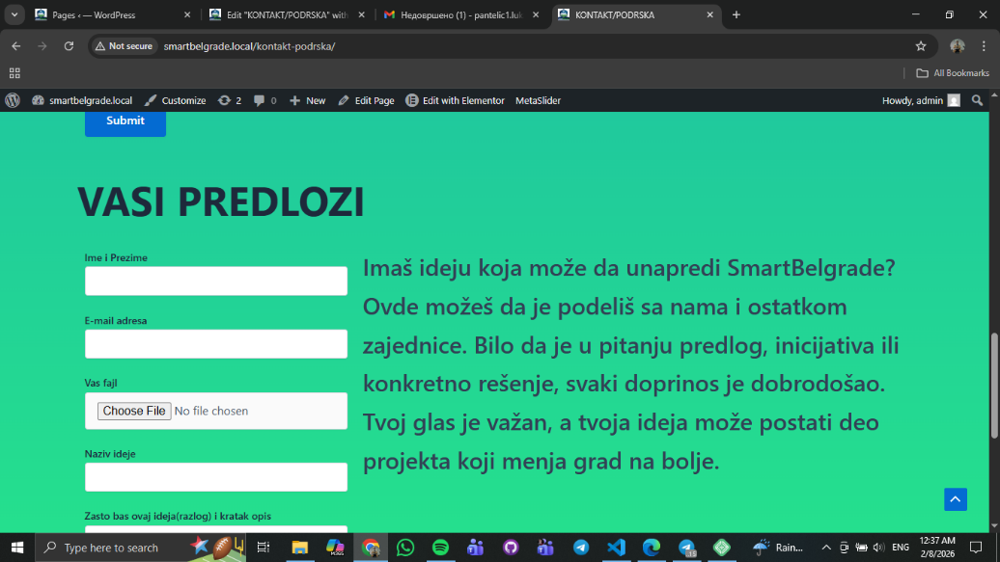 Pages ‹ — WordPress
Edit "KONTAKT/PODRSKA" with
Недовршено (1) - pantelic1.luk
KONTAKT/PODRSKA
Not secure
smartbelgrade.local/kontakt-podrska/
All Bookmarks
smartbelgrade.local
Customize
2
0
New
Edit Page
Edit with Elementor
MetaSlider
Howdy, admin
Submit
VASI PREDLOZI
Ime i Prezime
E-mail adresa
Vas fajl
Choose File No file chosen
Naziv ideje
Zasto bas ovaj ideja(razlog) i kratak opis
Imaš ideju koja može da unapredi SmartBelgrade?
Ovde možeš da je podeliš sa nama i ostatkom
zajednice. Bilo da je u pitanju predlog, inicijativa ili
konkretno rešenje, svaki doprinos je dobrodošao.
Tvoj glas je važan, a tvoja ideja može postati deo
projekta koji menja grad na bolje.
Type here to search
Rain...
ENG
12:37 AM
2/8/2026